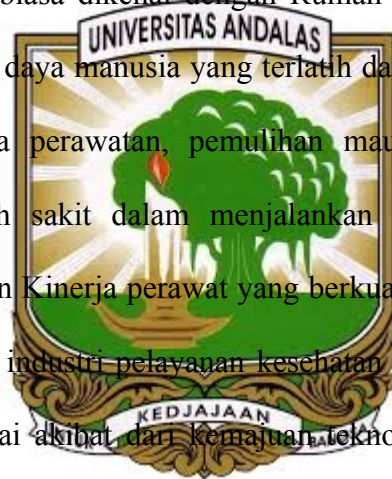 biasa dikenal dengan Rumah
UNIVERSITAS ANDALAS
daya manusia yang terlatih da
a perawatan, pemulihan mau
h sakit dalam menjalankan
n Kinerja perawat yang berkua
industri pelayanan kesehatan
KEDJAJAAN
ai akibat dari kemajuan tekno